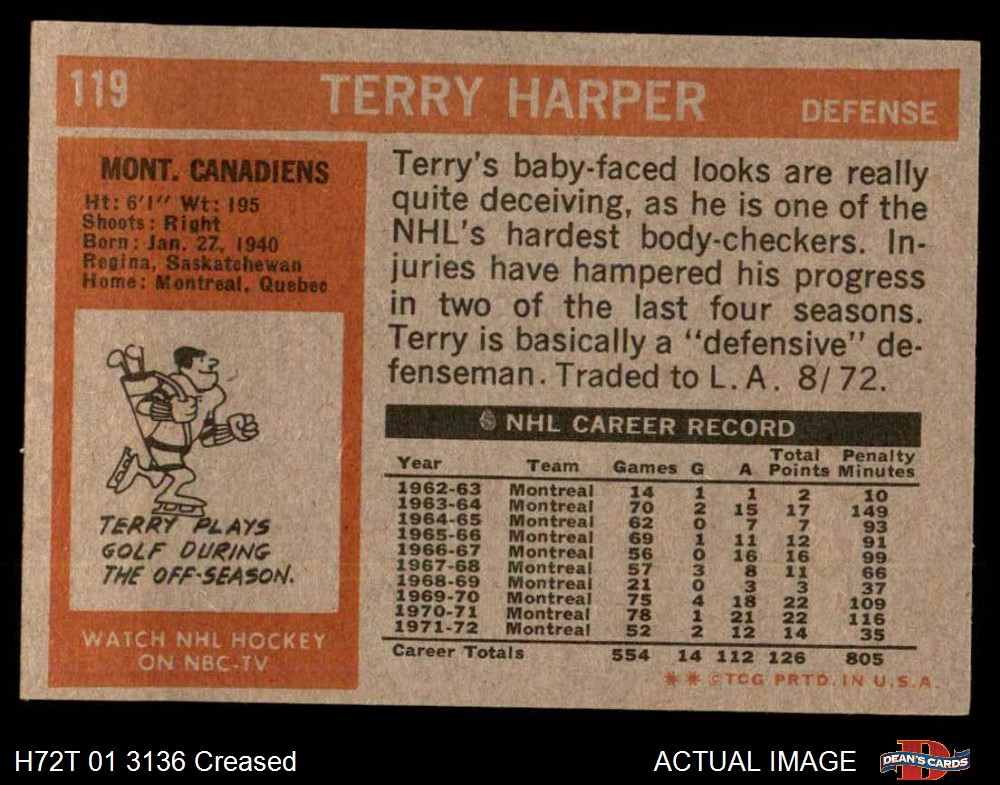 119 TERRY HARPER DEFENSE
MONT. CANADIENS
Ht: 6'1" Wt: 195
Shoots: Right
Born: Jan. 27, 1940
Regina, Saskatchewan
Home: Montreal, Quebec
TERRY PLAYS
GOLF DURING
THE OFF-SEASON.
WATCH NHL HOCKEY
ON NBC-TV
Terry's baby-faced looks are really
quite deceiving, as he is one of the
NHL's hardest body-checkers. In-
juries have hampered his progress
in two of the last four seasons.
Terry is basically a "defensive" de-
fenseman. Traded to L.A. 8/72.
NHL CAREER RECORD
Year Team Games G A Total Points Penalty Minutes
1962-63 Montreal 14 1 1 2 10
1963-64 Montreal 70 2 15 17 149
1964-65 Montreal 62 0 7 7 93
1965-66 Montreal 69 1 11 12 91
1966-67 Montreal 56 0 16 16 99
1967-68 Montreal 57 3 8 11 66
1968-69 Montreal 21 0 3 3 37
1969-70 Montreal 75 4 18 22 109
1970-71 Montreal 78 1 21 22 116
1971-72 Montreal 52 2 12 14 35
Career Totals 554 14 112 126 805
** © TCG PRTD. IN U.S.A.
H72T 01 3136 Creased ACTUAL IMAGE DEAN'S CARDS